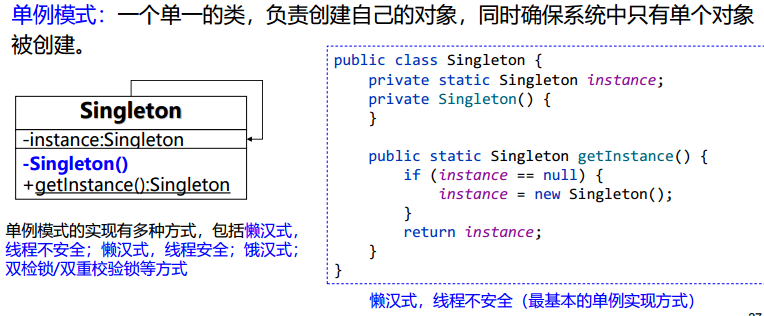 单例模式：一个单一的类，负责创建自己的对象，同时确保系统中只有单个对象
被创建。
Singleton
-instance:Singleton
-Singleton()
+getInstance():Singleton
单例模式的实现有多种方式，包括懒汉式，
线程不安全；懒汉式，线程安全；饿汉式；
双检锁/双重校验锁等方式
public class Singleton {
    private static Singleton instance;
    private Singleton() {
    }

    public static Singleton getInstance() {
        if (instance == null) {
            instance = new Singleton();
        }
        return instance;
    }
}
懒汉式，线程不安全（最基本的单例实现方式）